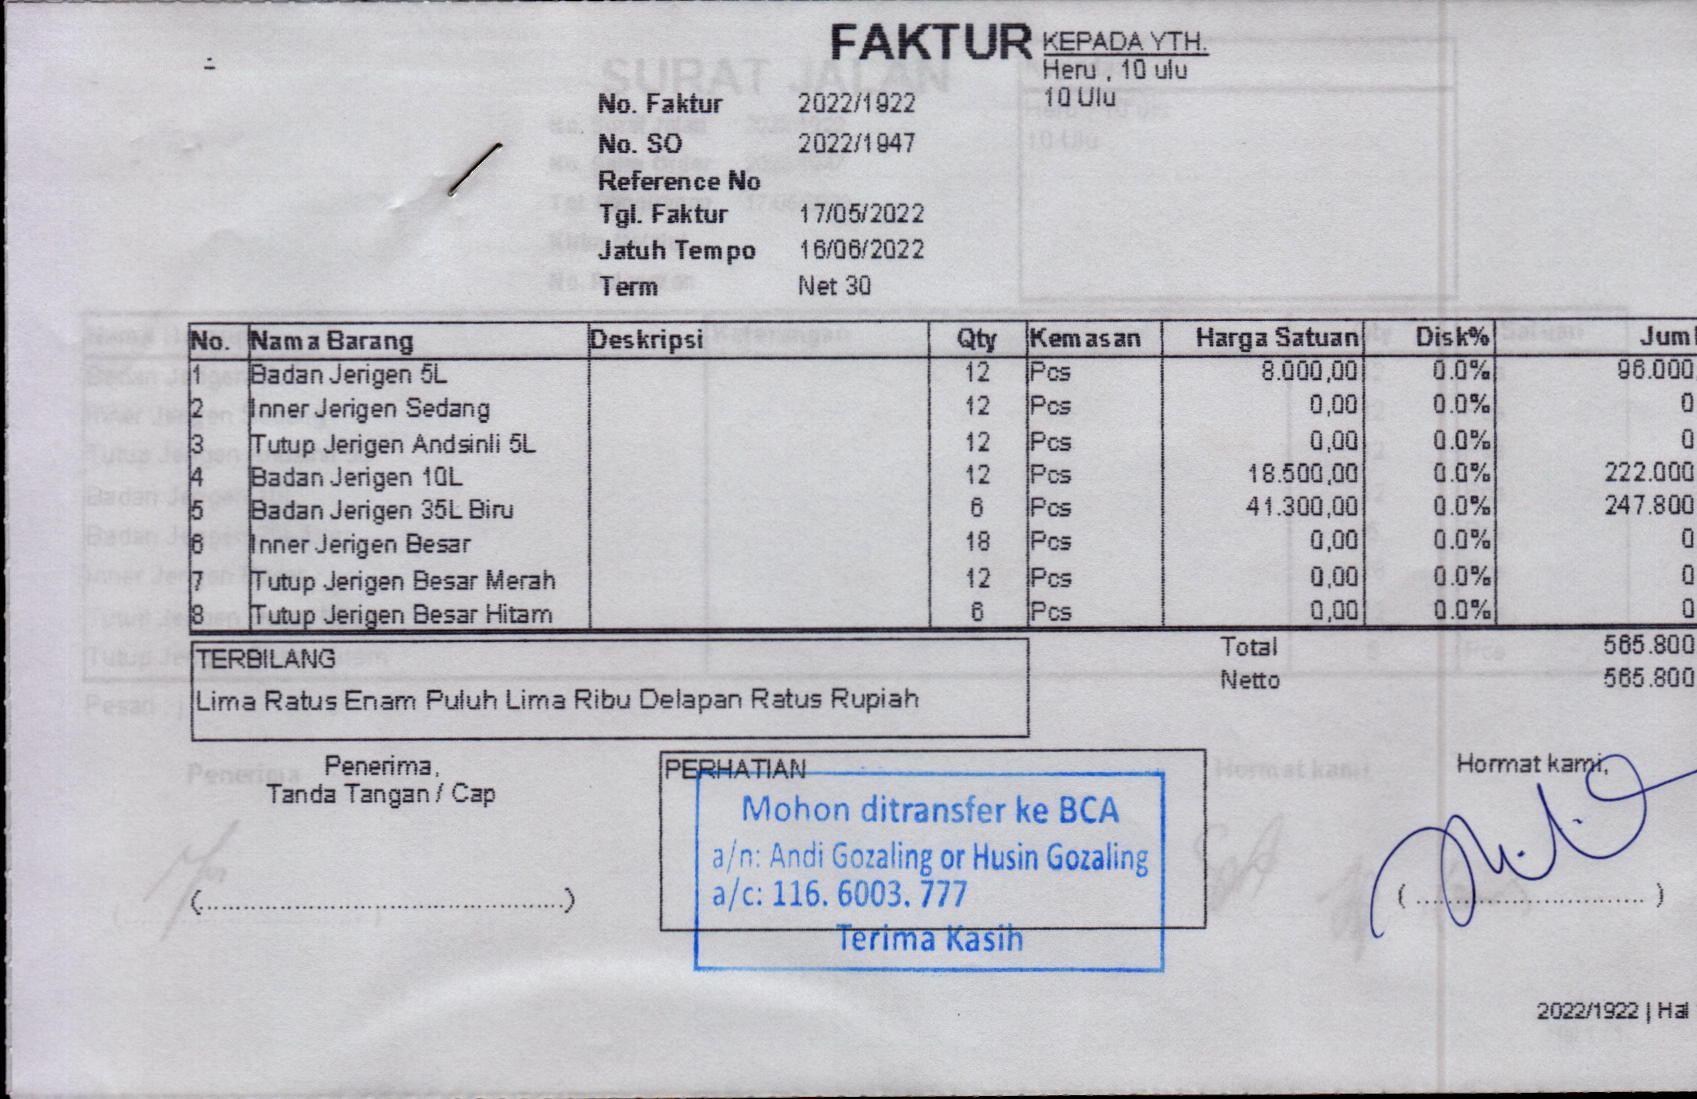 FAKTUR
KEPADA YTH.
Heru , 10 ulu
10 Ulu
No. Faktur 2022/1922
No. SO 2022/1947
Reference No
Tgl. Faktur 17/05/2022
Jatuh Tempo 16/06/2022
Term Net 30
No. Nama Barang Deskripsi Qty Kemasan Harga Satuan Disk% Juml
1 Badan Jerigen 5L 12 Pcs 8.000,00 0.0% 96.000
2 Inner Jerigen Sedang 12 Pcs 0,00 0.0% 0
3 Tutup Jerigen Andsinli 5L 12 Pcs 0,00 0.0% 0
4 Badan Jerigen 10L 12 Pcs 18.500,00 0.0% 222.000
5 Badan Jerigen 35L Biru 6 Pcs 41.300,00 0.0% 247.800
6 Inner Jerigen Besar 18 Pcs 0,00 0.0% 0
7 Tutup Jerigen Besar Merah 12 Pcs 0,00 0.0% 0
8 Tutup Jerigen Besar Hitam 6 Pcs 0,00 0.0% 0
Total 565.800
Netto 565.800
TERBILANG
Lima Ratus Enam Puluh Lima Ribu Delapan Ratus Rupiah
Penerima,
Tanda Tangan / Cap
(...............................................)
PERHATIAN
Mohon ditransfer ke BCA
a/n: Andi Gozaling or Husin Gozaling
a/c: 116. 6003. 777
Terima Kasih
Hormat kami,
( ............................. )
2022/1922 | Hal